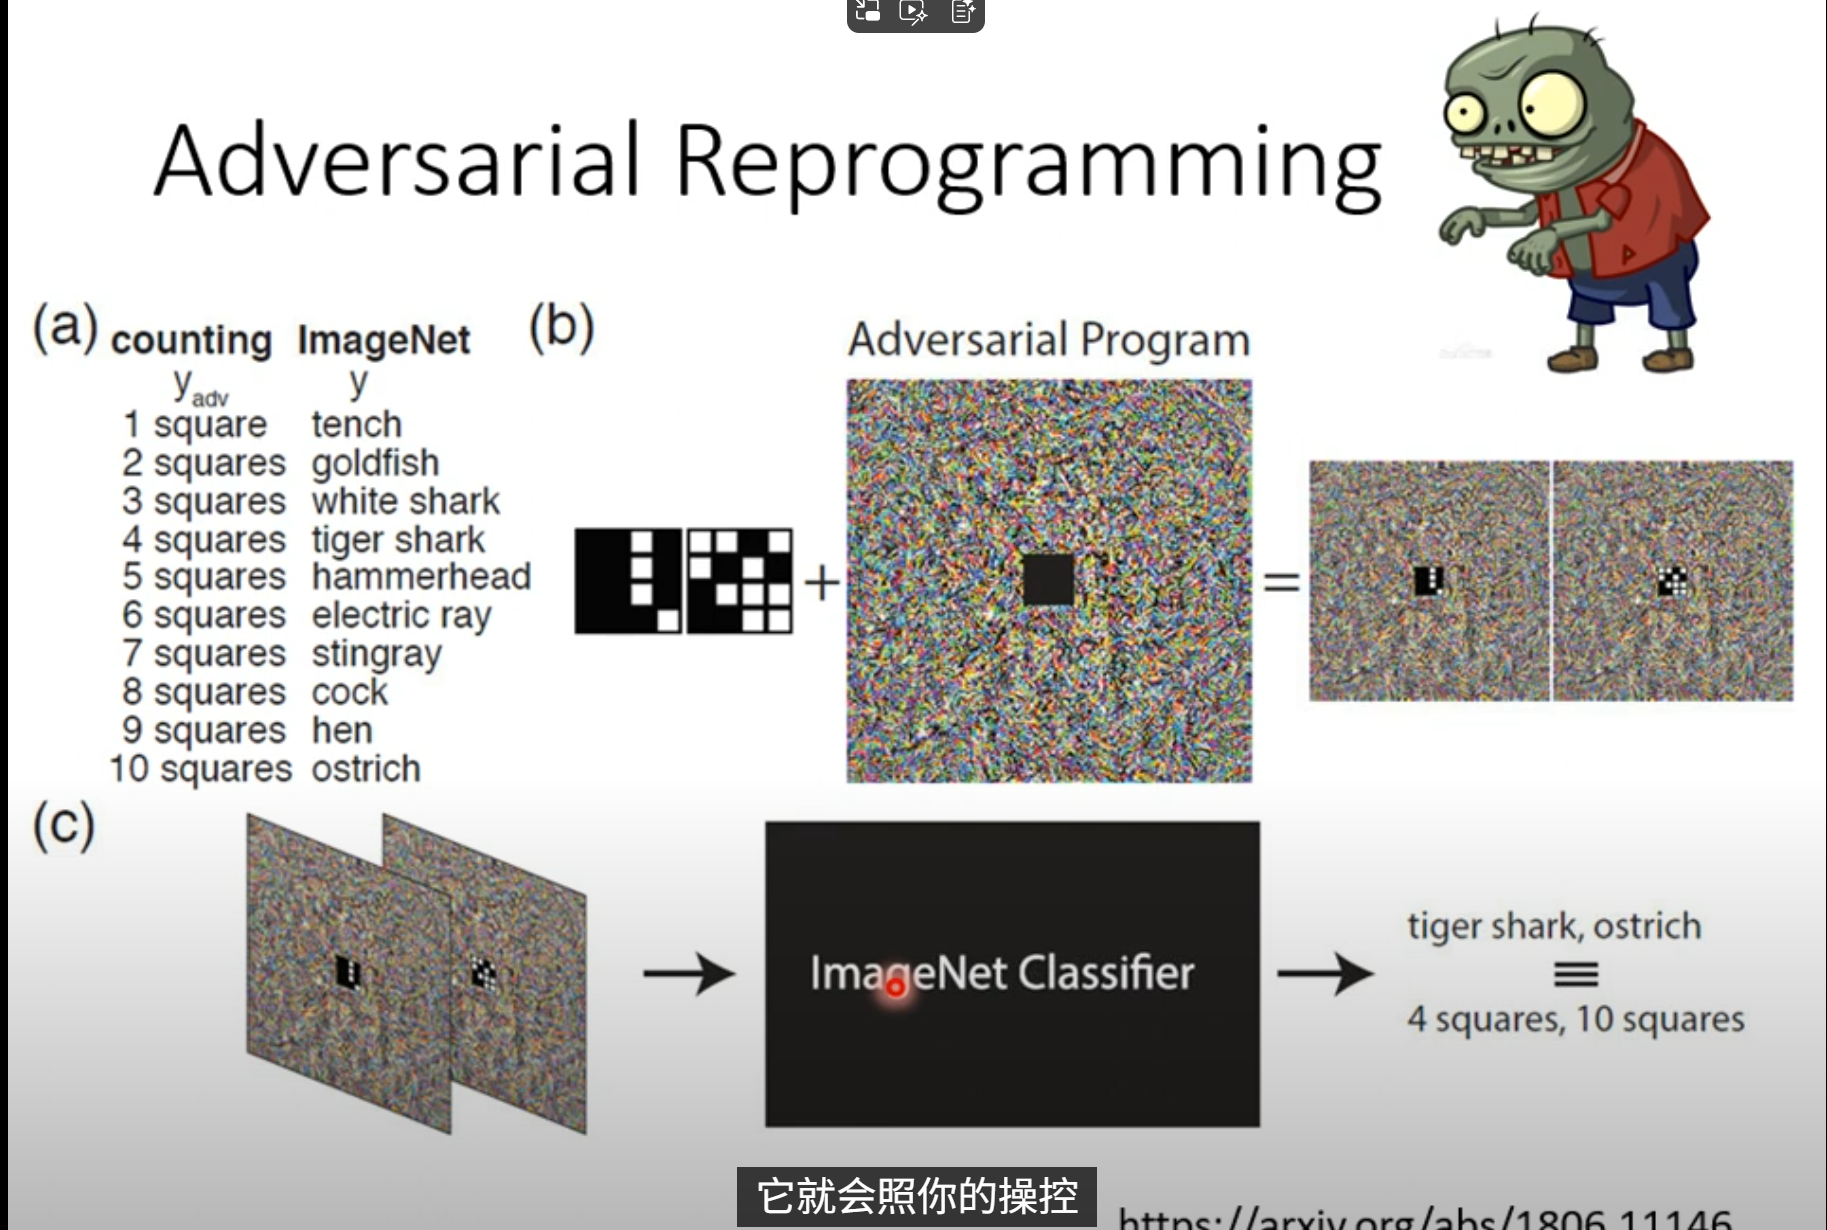 Adversarial Reprogramming
(a) counting ImageNet
y_adv y
1 square tench
2 squares goldfish
3 squares white shark
4 squares tiger shark
5 squares hammerhead
6 squares electric ray
7 squares stingray
8 squares cock
9 squares hen
10 squares ostrich
(b)
Adversarial Program
+ =
(c)
ImageNet Classifier
tiger shark, ostrich
≡
4 squares, 10 squares
它就会照你的操控
https://arxiv.org/abs/1806.11146